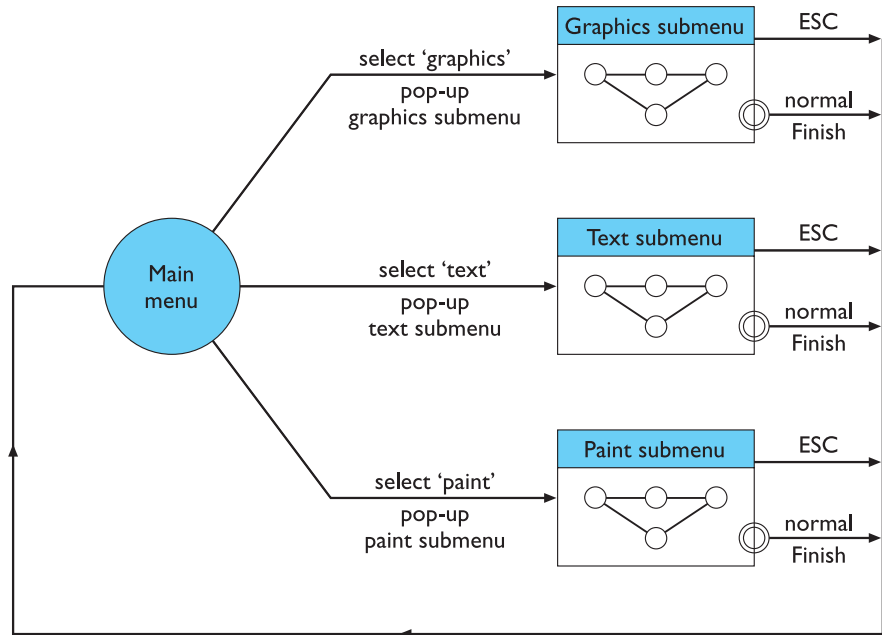 Graphics submenu
ESC
select ‘graphics’
pop-up
graphics submenu
normal
Finish
Main
menu
Text submenu
ESC
select ‘text’
pop-up
text submenu
normal
Finish
Paint submenu
ESC
select ‘paint’
pop-up
paint submenu
normal
Finish